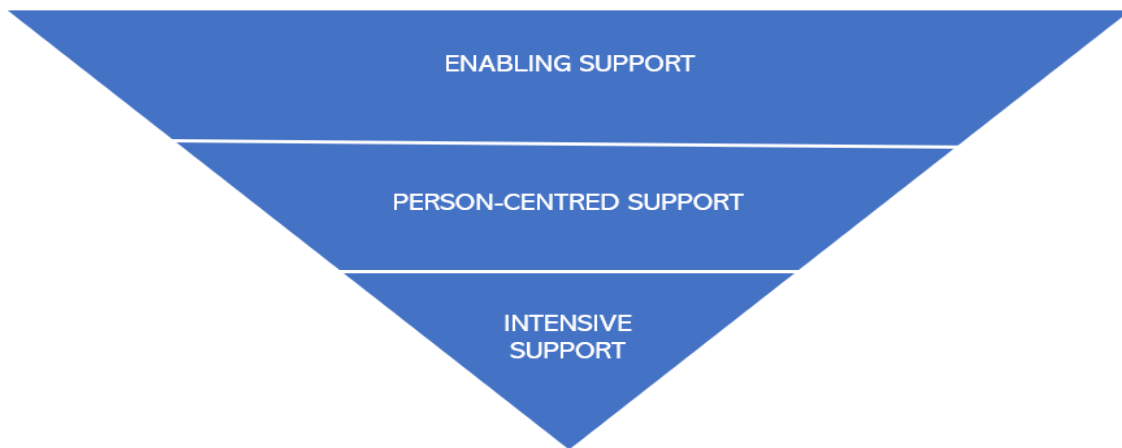 ENABLING SUPPORT
PERSON-CENTRED SUPPORT
INTENSIVE
SUPPORT